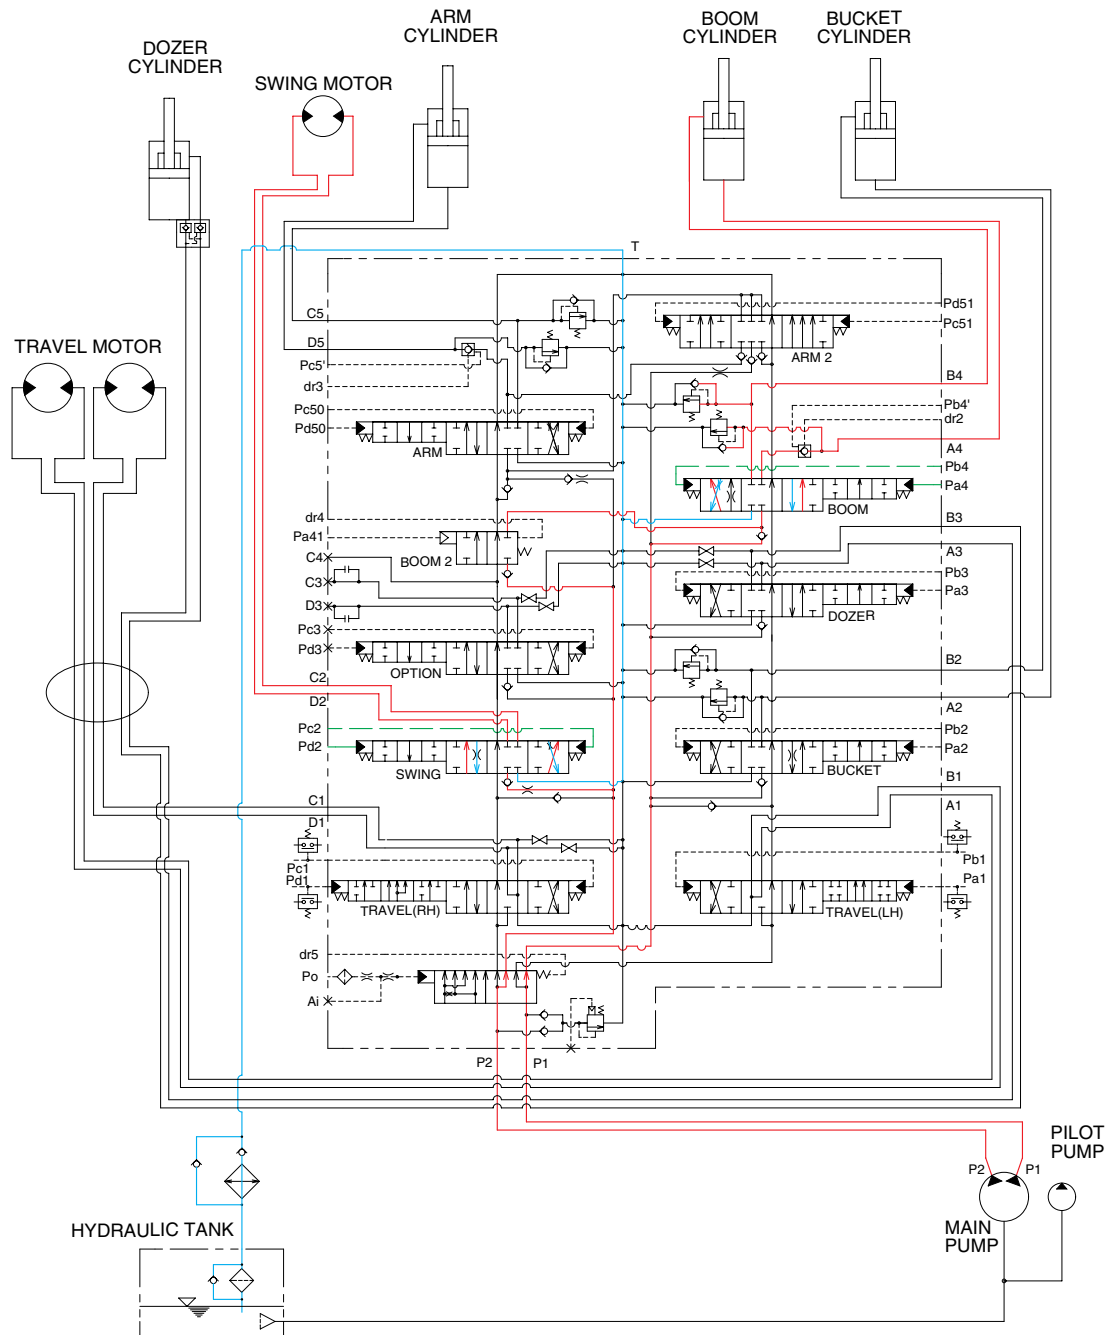 DOZER
CYLINDER
SWING MOTOR
ARM
CYLINDER
BOOM
CYLINDER
BUCKET
CYLINDER
TRAVEL MOTOR
T
C5
D5
Pc5'
dr3
Pc50
Pd50
ARM
dr4
Pa41
BOOM 2
C4
C3
D3
Pc3
Pd3
OPTION
C2
D2
Pc2
Pd2
SWING
C1
D1
Pc1
Pd1
TRAVEL(RH)
dr5
Po
Ai
P2
P1
Pd51
Pc51
ARM 2
B4
Pb4'
dr2
A4
Pb4
Pa4
BOOM
B3
A3
Pb3
Pa3
DOZER
B2
A2
Pb2
Pa2
BUCKET
B1
A1
Pb1
Pa1
TRAVEL(LH)
HYDRAULIC TANK
P2
P1
MAIN
PUMP
PILOT
PUMP